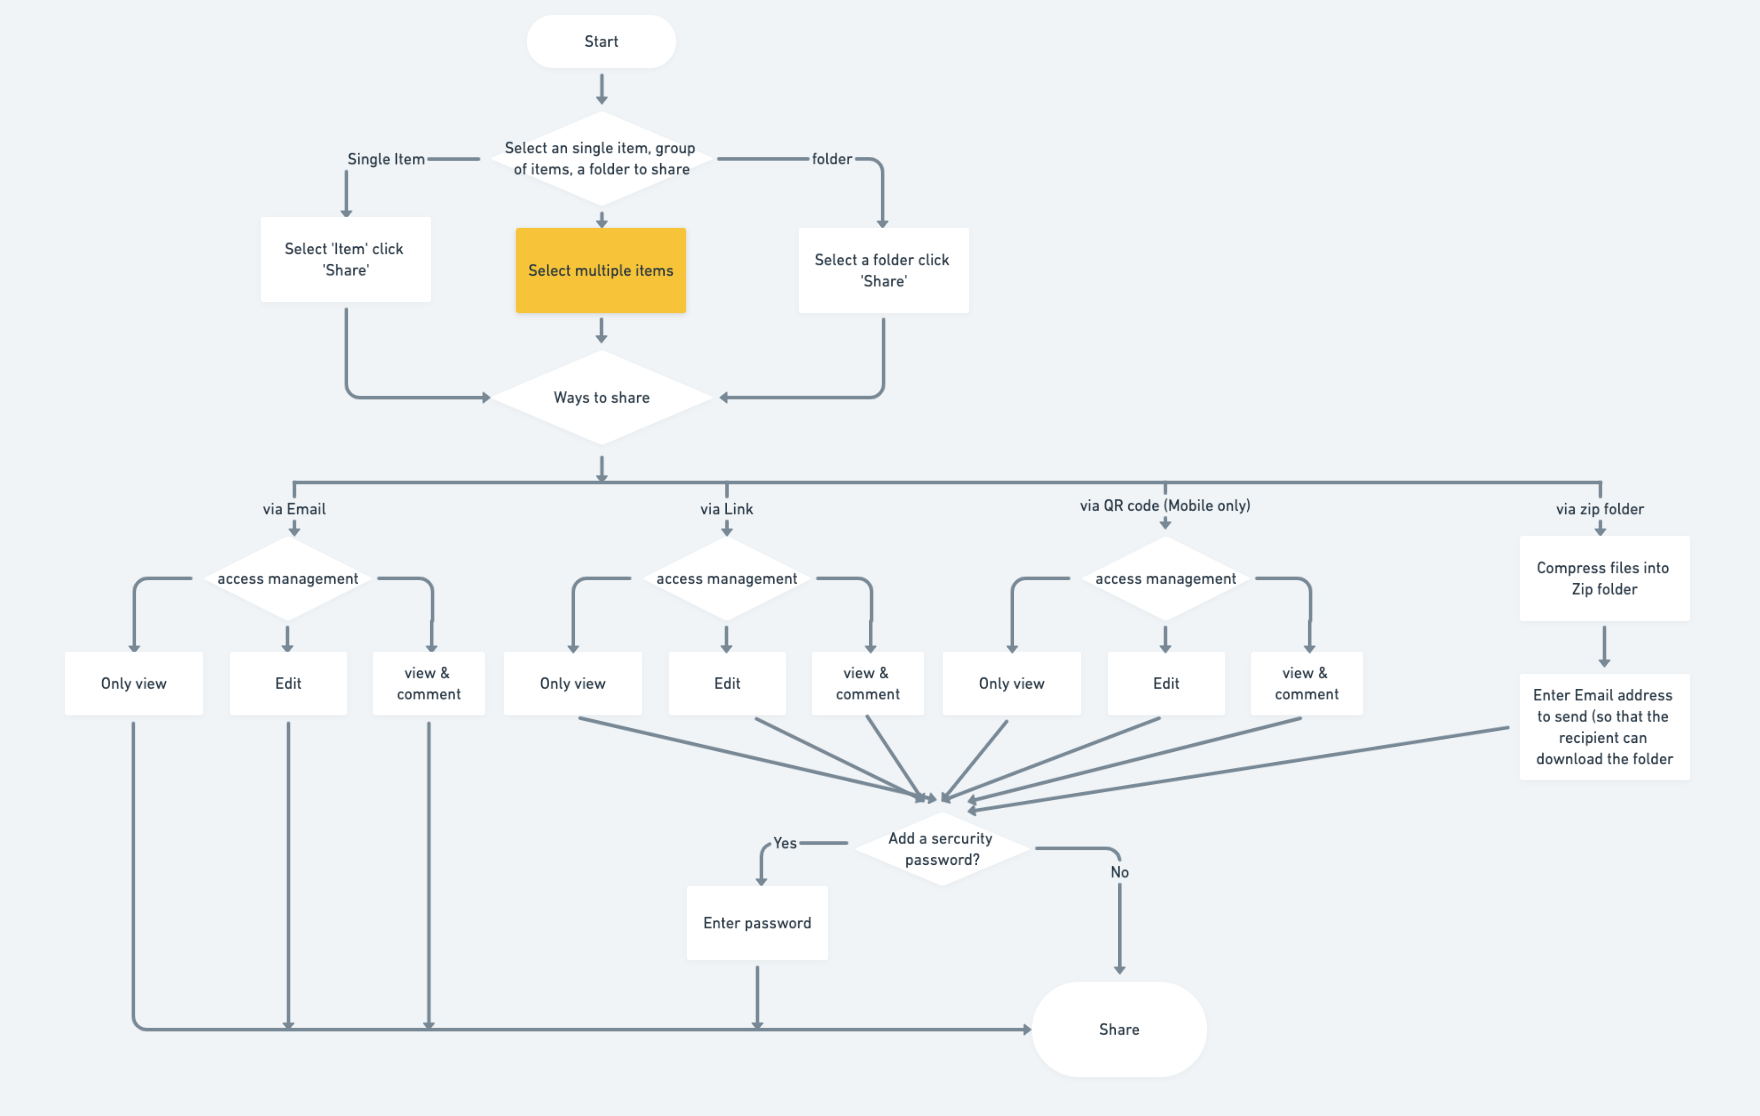 Start
Select an single item, group
of items, a folder to share
Single Item
folder
Select 'Item' click
'Share'
Select multiple items
Select a folder click
'Share'
Ways to share
via Email
via Link
via QR code (Mobile only)
via zip folder
access management
access management
access management
Compress files into
Zip folder
Only view
Edit
view &
comment
Only view
Edit
view &
comment
Only view
Edit
view &
comment
Enter Email address
to send (so that the
recipient can
download the folder
Add a sercurity
password?
Yes
No
Enter password
Share